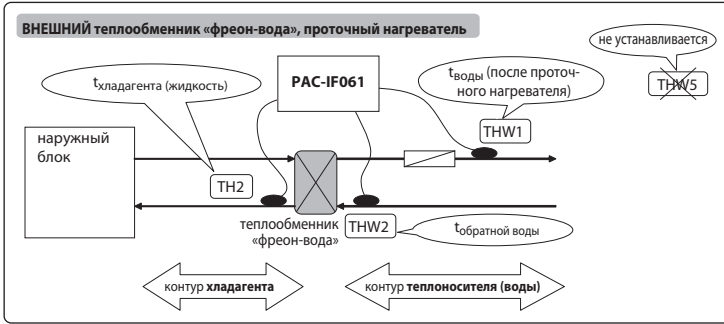 ВНЕШНИЙ теплообменник «фреон-вода», проточный нагреватель
не устанавливается
THW5
tхладагента (жидкость)
PAC-IF061
tводы (после проточ-
ного нагревателя)
THW1
наружный
блок
TH2
теплообменник
«фреон-вода»
THW2
tобратной воды
контур хладагента
контур теплоносителя (воды)